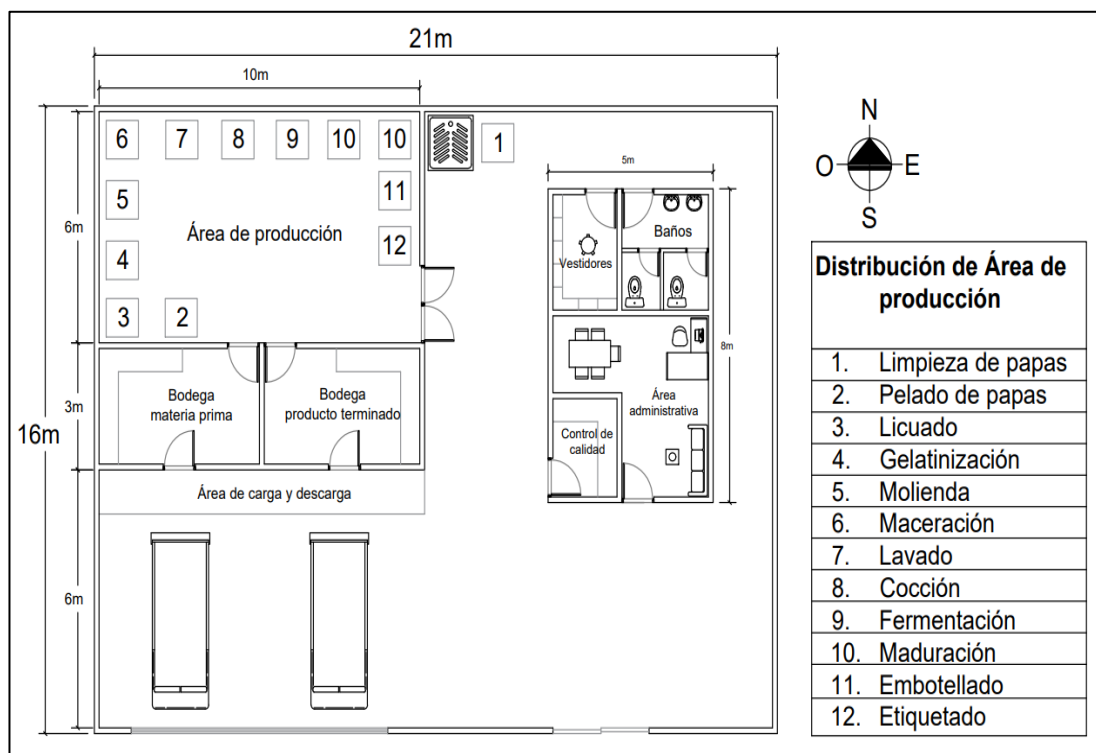 21m
10m
16m
6m
3m
6m
6
7
8
9
10
10
1
5
11
4
12
3
2
Área de producción
Bodega
materia prima
Bodega
producto terminado
Área de carga y descarga
5m
8m
Vestidores
Baños
Área
administrativa
Control de
calidad
N
O
E
S
Distribución de Área de
producción
1. Limpieza de papas
2. Pelado de papas
3. Licuado
4. Gelatinización
5. Molienda
6. Maceración
7. Lavado
8. Cocción
9. Fermentación
10. Maduración
11. Embotellado
12. Etiquetado